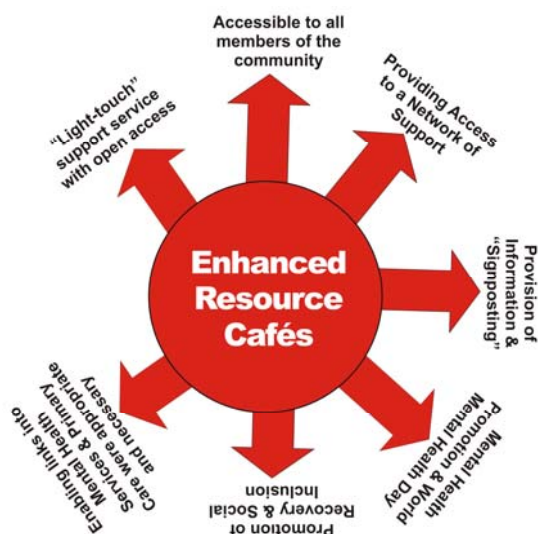 Accessible to all
members of the
community
Providing Access
to a Network of
Support
Provision of
Information &
"Signposting"
Mental Health
Promotion & World
Mental Health Day
Promotion of
Recovery & Social
Inclusion
Enabling links into
Mental Health
Services & Primary
Care were appropriate
and necessary
"Light-touch"
support service
with open access
Enhanced
Resource
Cafés